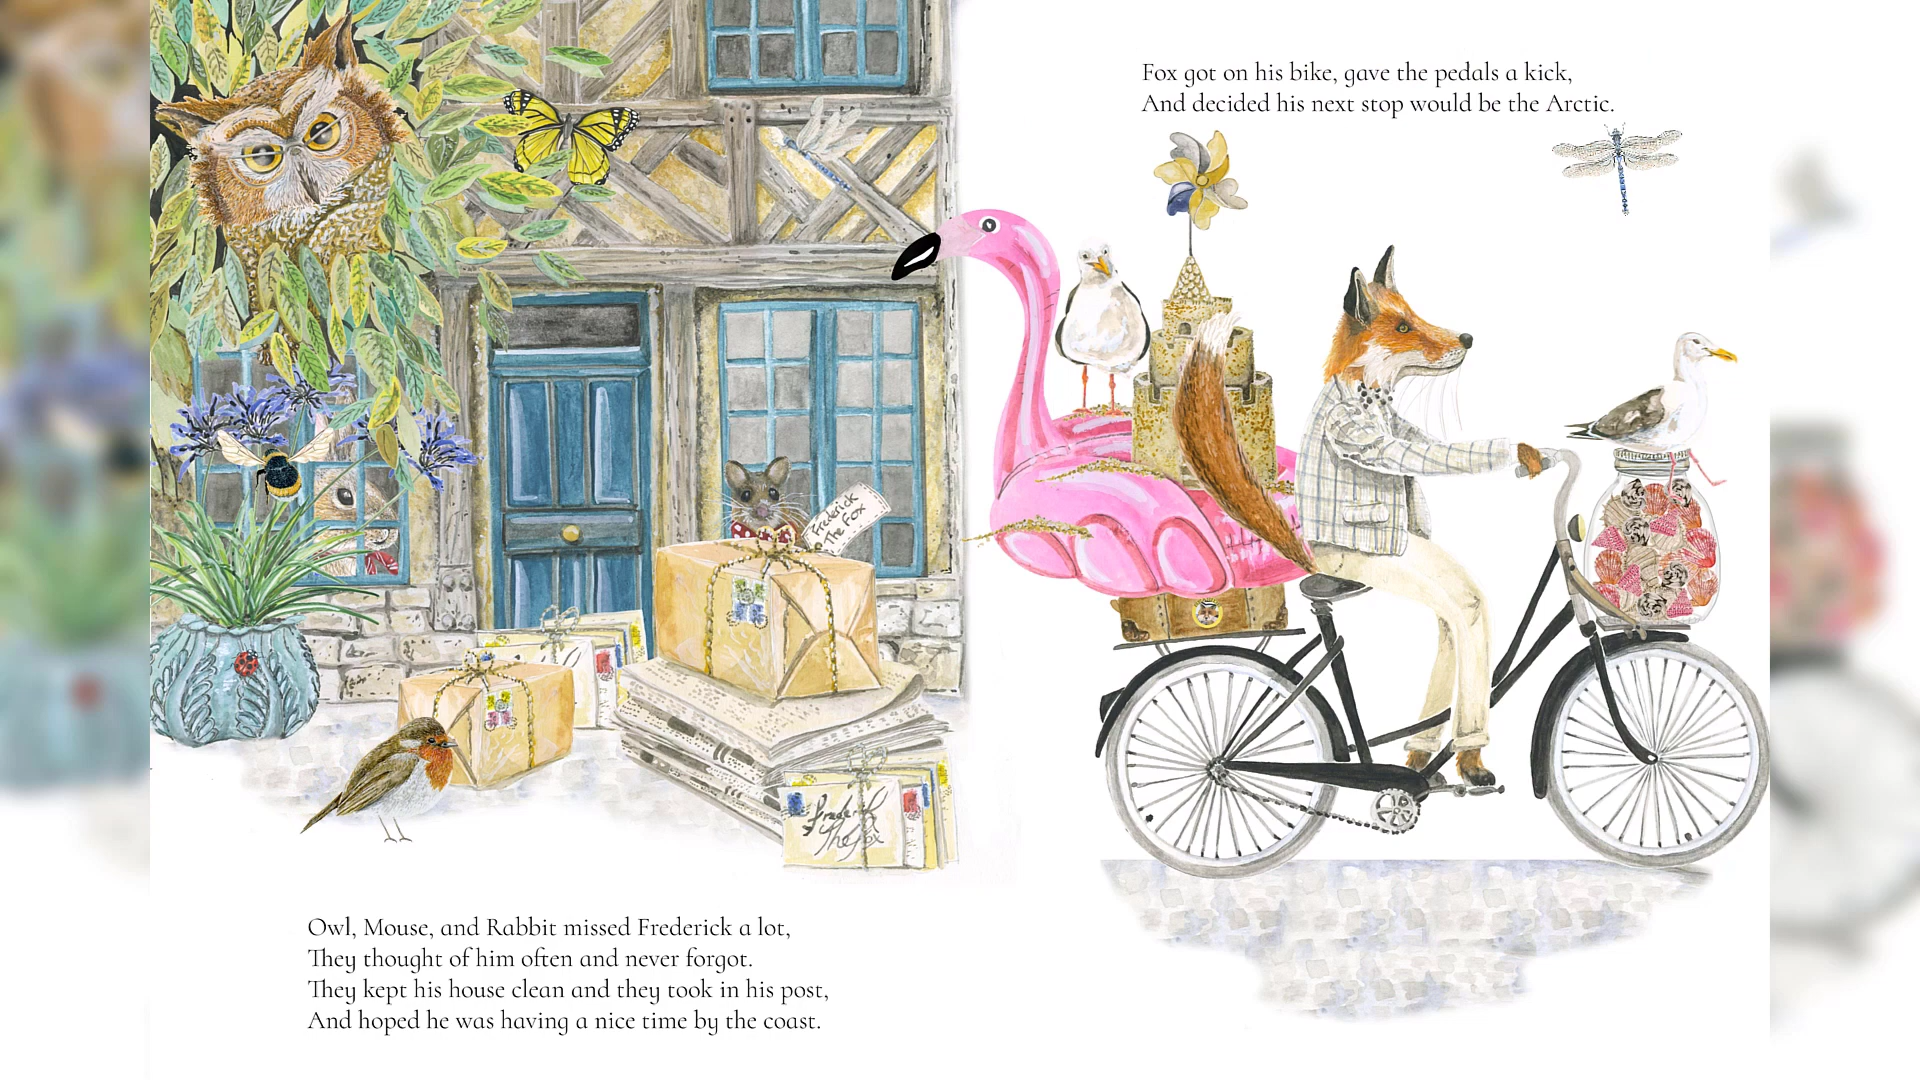 Fox got on his bike, gave the pedals a kick,
And decided his next stop would be the Arctic.
Frederick
The Fox
Frederick
The Fox
Owl, Mouse, and Rabbit missed Frederick a lot,
They thought of him often and never forgot.
They kept his house clean and they took in his post,
And hoped he was having a nice time by the coast.